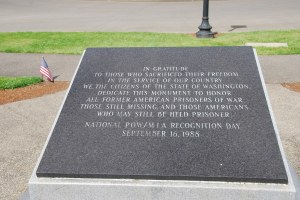 IN GRATITUDE
TO THOSE WHO SACRIFICED THEIR FREEDOM
IN THE SERVICE OF OUR COUNTRY
WE, THE CITIZENS OF THE STATE OF WASHINGTON,
DEDICATE THIS MONUMENT TO HONOR
ALL FORMER AMERICAN PRISONERS OF WAR,
THOSE STILL MISSING, AND THOSE AMERICANS
WHO MAY STILL BE HELD PRISONER.
NATIONAL POW/MIA RECOGNITION DAY
SEPTEMBER 16, 1988